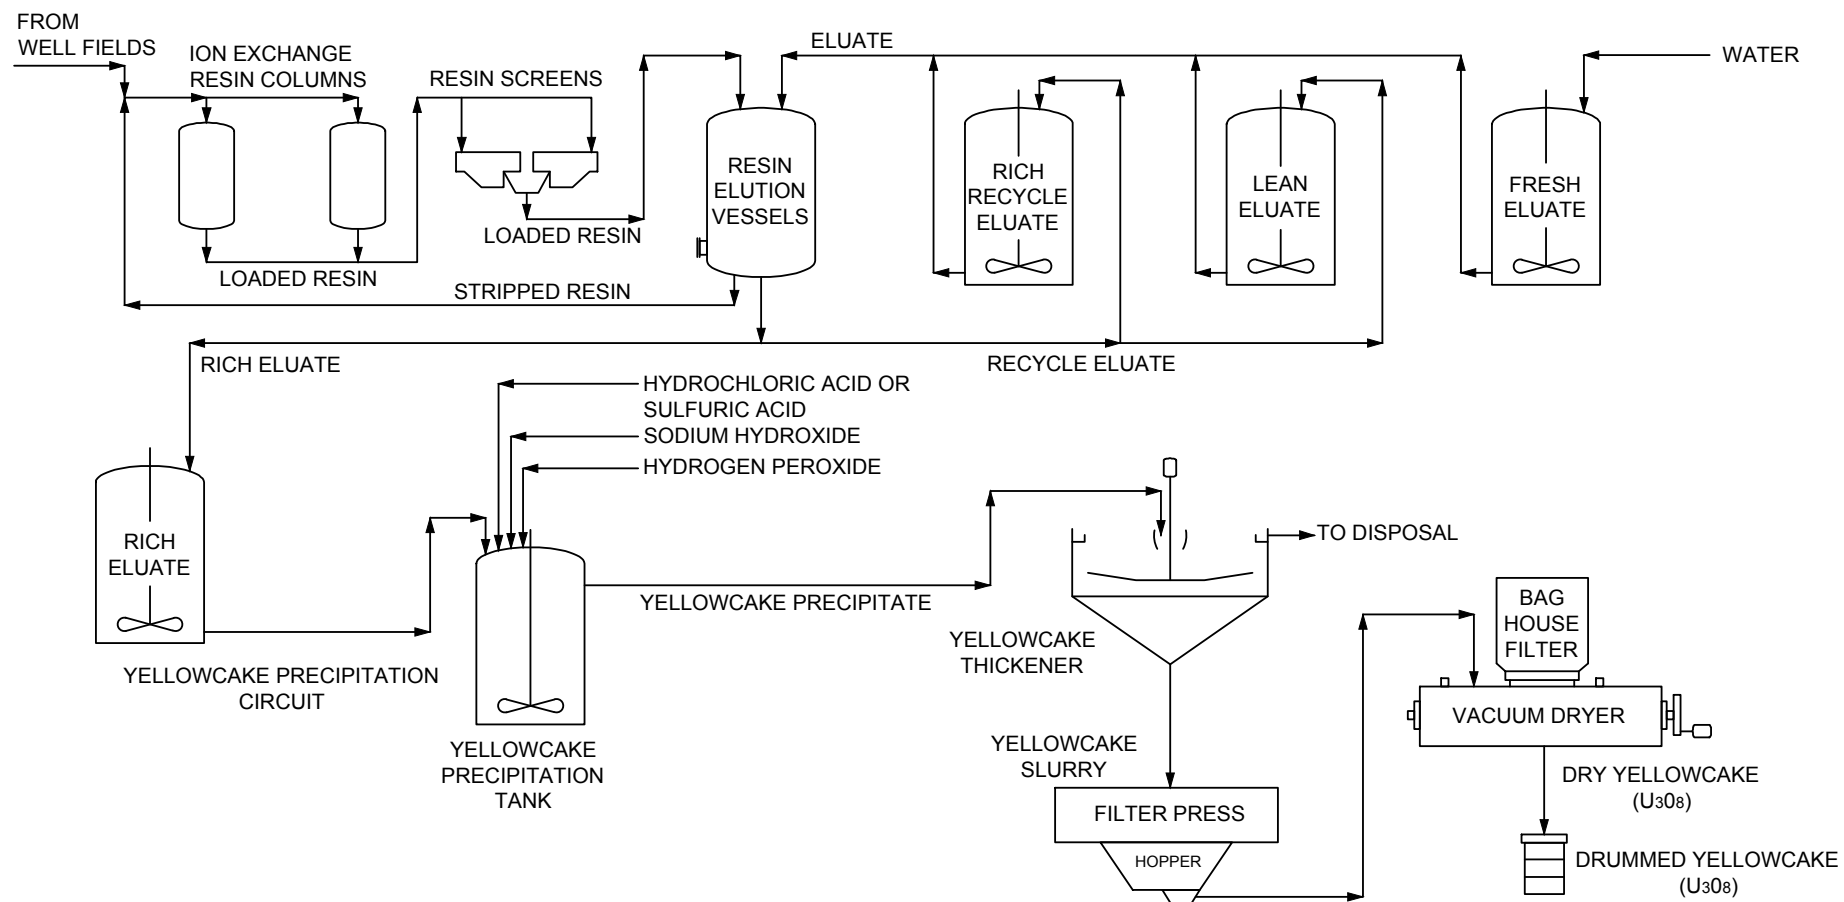 FROM
WELL FIELDS
ION EXCHANGE
RESIN COLUMNS
RESIN SCREENS
ELUATE
WATER
RESIN
ELUTION
VESSELS
RICH
RECYCLE
ELUATE
LEAN
ELUATE
FRESH
ELUATE
LOADED RESIN
LOADED RESIN
STRIPPED RESIN
RICH ELUATE
RECYCLE ELUATE
HYDROCHLORIC ACID OR
SULFURIC ACID
SODIUM HYDROXIDE
HYDROGEN PEROXIDE
RICH
ELUATE
TO DISPOSAL
YELLOWCAKE PRECIPITATE
BAG
HOUSE
FILTER
YELLOWCAKE
THICKENER
YELLOWCAKE PRECIPITATION
CIRCUIT
VACUUM DRYER
YELLOWCAKE
PRECIPITATION
TANK
YELLOWCAKE
SLURRY
DRY YELLOWCAKE
(U3O8)
FILTER PRESS
HOPPER
DRUMMED YELLOWCAKE
(U3O8)